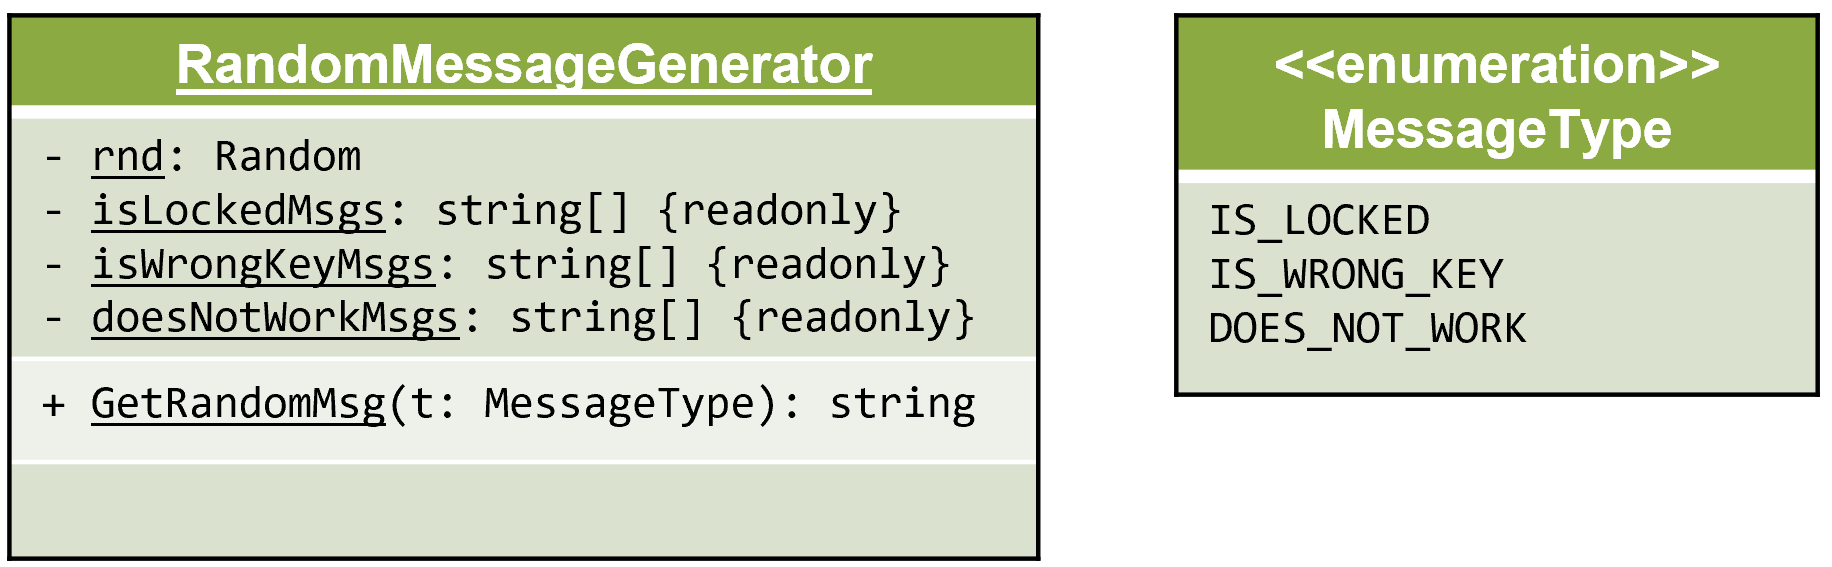 RandomMessageGenerator
- rnd: Random
- isLockedMsgs: string[] {readonly}
- isWrongKeyMsgs: string[] {readonly}
- doesNotWorkMsgs: string[] {readonly}
+ GetRandomMsg(t: MessageType): string
<<enumeration>>
MessageType
IS_LOCKED
IS_WRONG_KEY
DOES_NOT_WORK